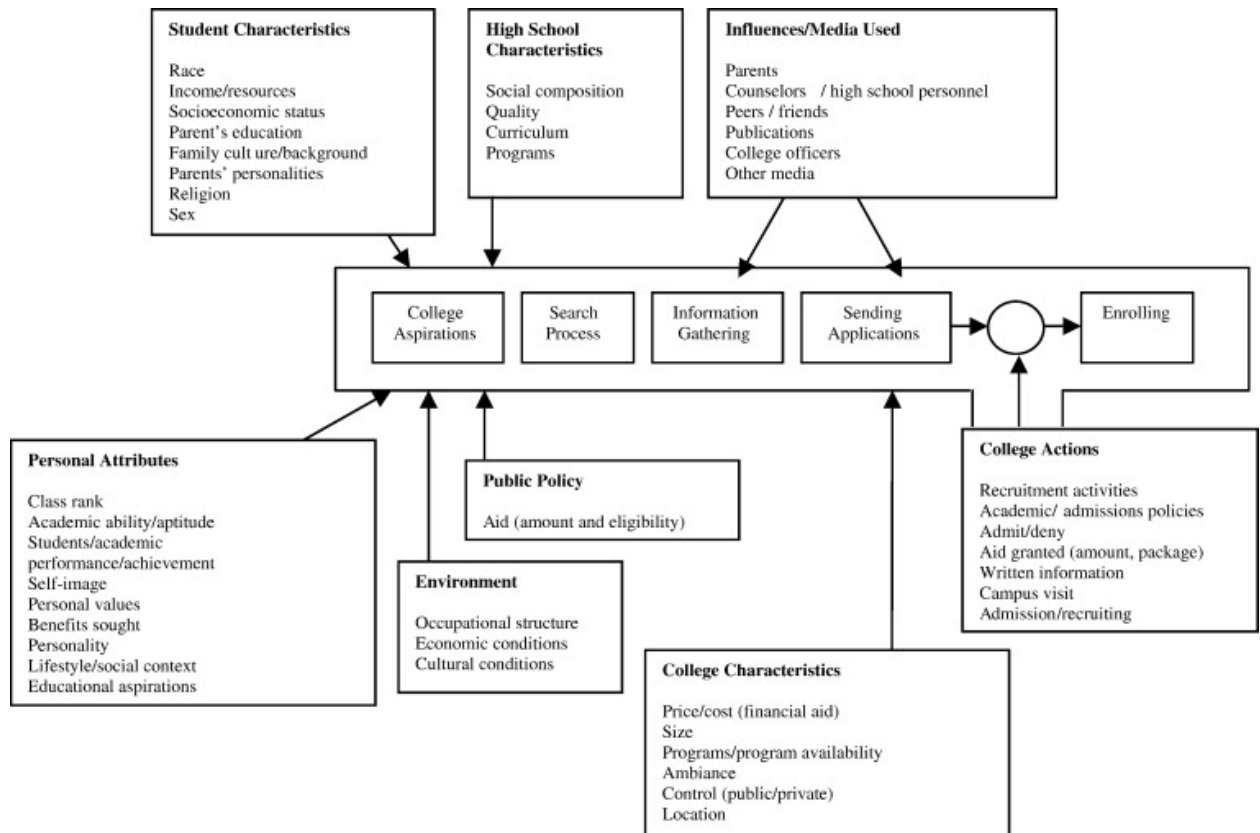 Student Characteristics
Race
Income/resources
Socioeconomic status
Parent's education
Family cult ure/background
Parents' personalities
Religion
Sex
High School
Characteristics
Social composition
Quality
Curriculum
Programs
Influences/Media Used
Parents
Counselors / high school personnel
Peers / friends
Publications
College officers
Other media
College
Aspirations
Search
Process
Information
Gathering
Sending
Applications
Enrolling
Personal Attributes
Class rank
Academic ability/aptitude
Students/academic
performance/achievement
Self-image
Personal values
Benefits sought
Personality
Lifestyle/social context
Educational aspirations
Public Policy
Aid (amount and eligibility)
Environment
Occupational structure
Economic conditions
Cultural conditions
College Characteristics
Price/cost (financial aid)
Size
Programs/program availability
Ambiance
Control (public/private)
Location
College Actions
Recruitment activities
Academic/ admissions policies
Admit/deny
Aid granted (amount, package)
Written information
Campus visit
Admission/recruiting